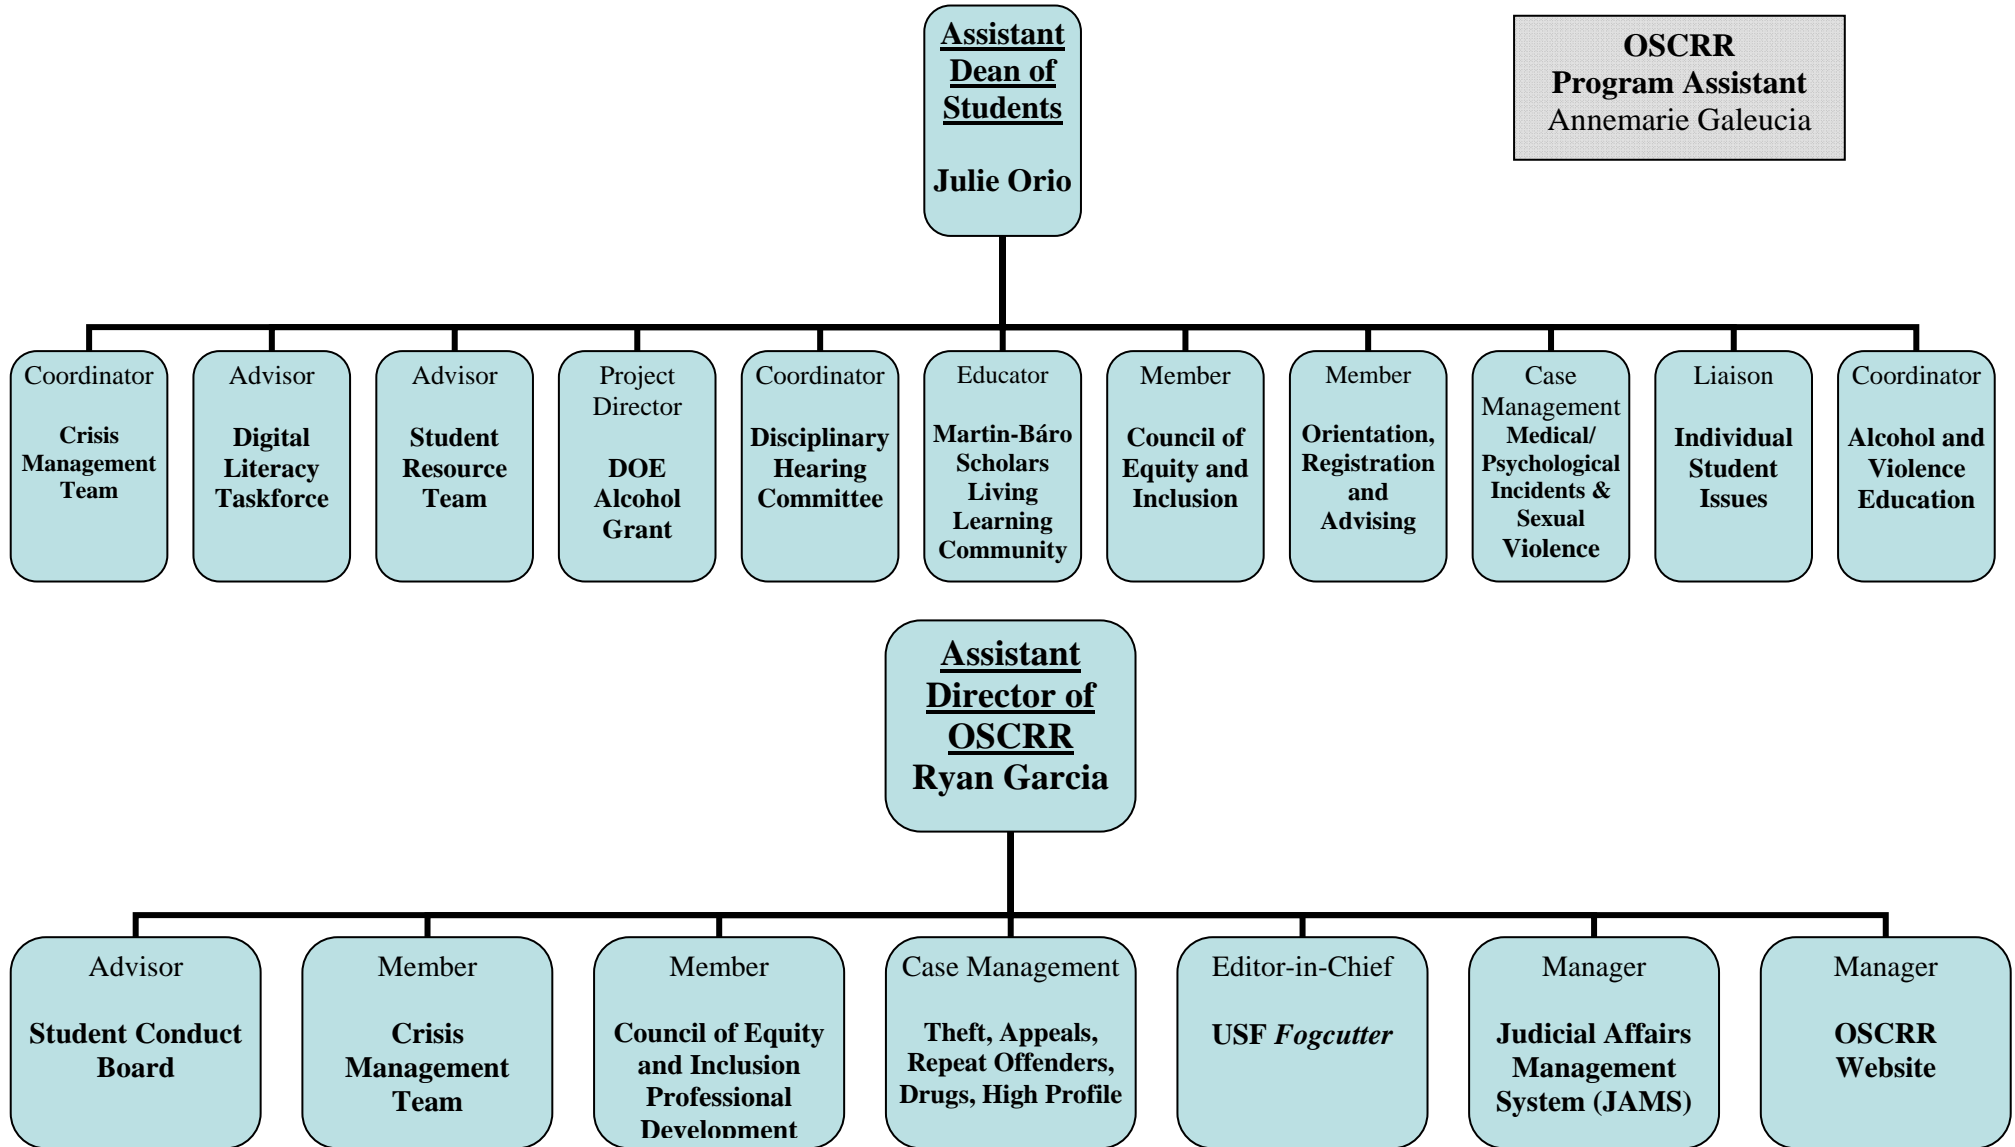 Assistant
Dean of
Students
Julie Orio
OSCRR
Program Assistant
Annemarie Galeucia
Coordinator
Crisis
Management
Team
Advisor
Digital
Literacy
Taskforce
Advisor
Student
Resource
Team
Project
Director
DOE
Alcohol
Grant
Coordinator
Disciplinary
Hearing
Committee
Educator
Martin-Báro
Scholars
Living
Learning
Community
Member
Council of
Equity and
Inclusion
Member
Orientation,
Registration
and
Advising
Case
Management
Medical/
Psychological
Incidents &
Sexual
Violence
Liaison
Individual
Student
Issues
Coordinator
Alcohol and
Violence
Education
Assistant
Director of
OSCRR
Ryan Garcia
Advisor
Student Conduct
Board
Member
Crisis
Management
Team
Member
Council of Equity
and Inclusion
Professional
Development
Case Management
Theft, Appeals,
Repeat Offenders,
Drugs, High Profile
Editor-in-Chief
USF Fogcutter
Manager
Judicial Affairs
Management
System (JAMS)
Manager
OSCRR
Website